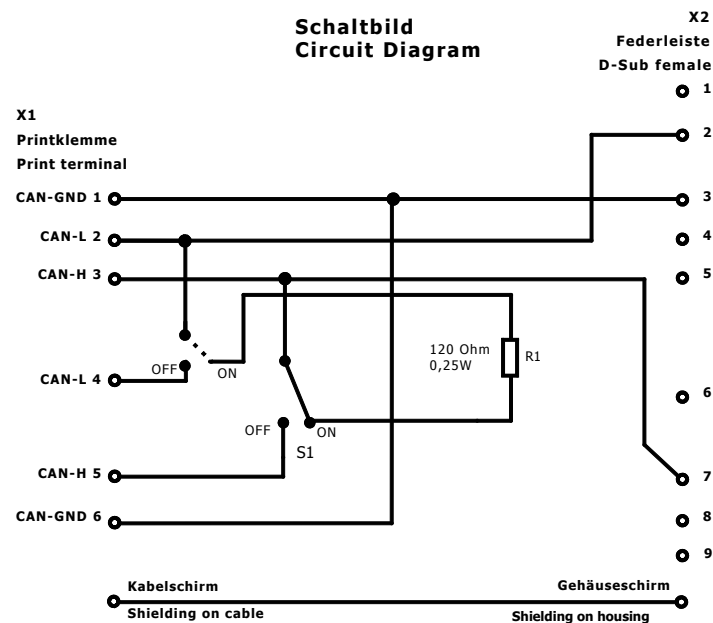 Schaltbild
Circuit Diagram
X2
Federleiste
D-Sub female
1
X1
Printklemme
Print terminal
2
CAN-GND 1
3
CAN-L 2
4
CAN-H 3
5
120 Ohm
0,25W
R1
OFF
ON
CAN-L 4
6
OFF
ON
S1
CAN-H 5
7
CAN-GND 6
8
9
Kabelschirm
Gehäuseschirm
Shielding on cable
Shielding on housing